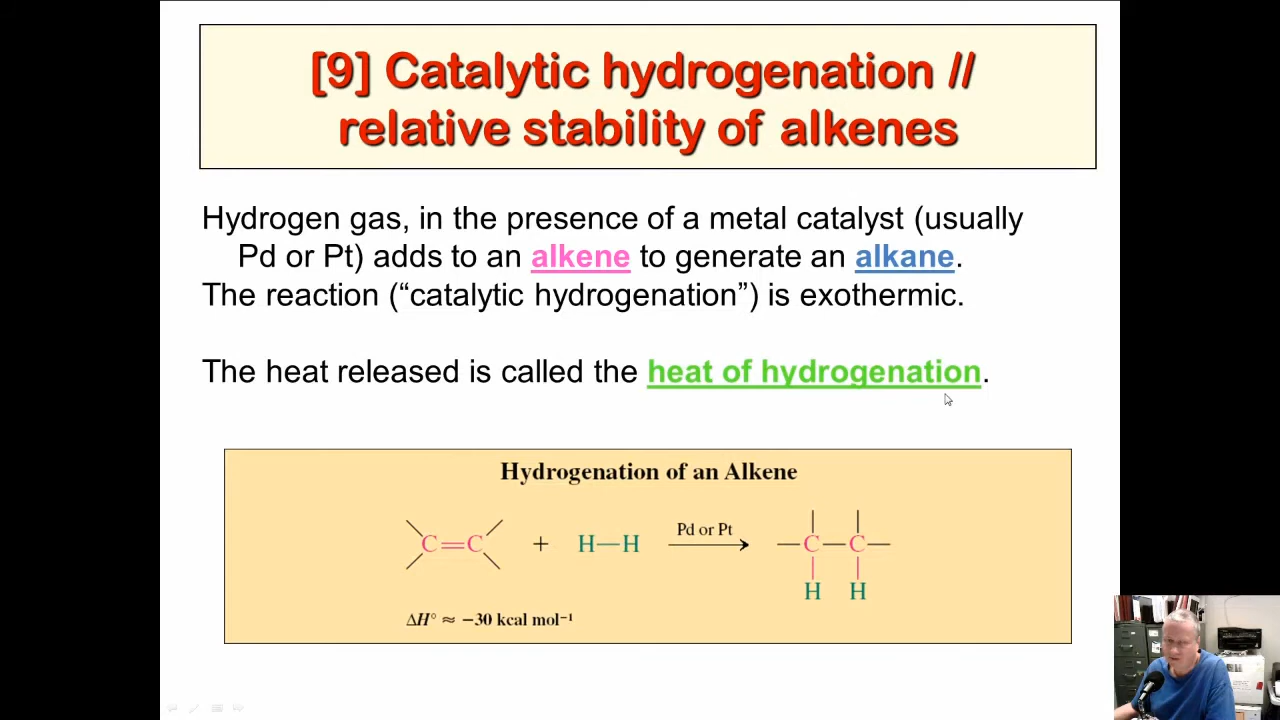 [9] Catalytic hydrogenation //
relative stability of alkenes
Hydrogen gas, in the presence of a metal catalyst (usually
Pd or Pt) adds to an alkene to generate an alkane.
The reaction (“catalytic hydrogenation”) is exothermic.
The heat released is called the heat of hydrogenation.
Hydrogenation of an Alkene
Pd or Pt
C=C + H—H —C—C—
H H
ΔH° ≈ −30 kcal mol⁻¹